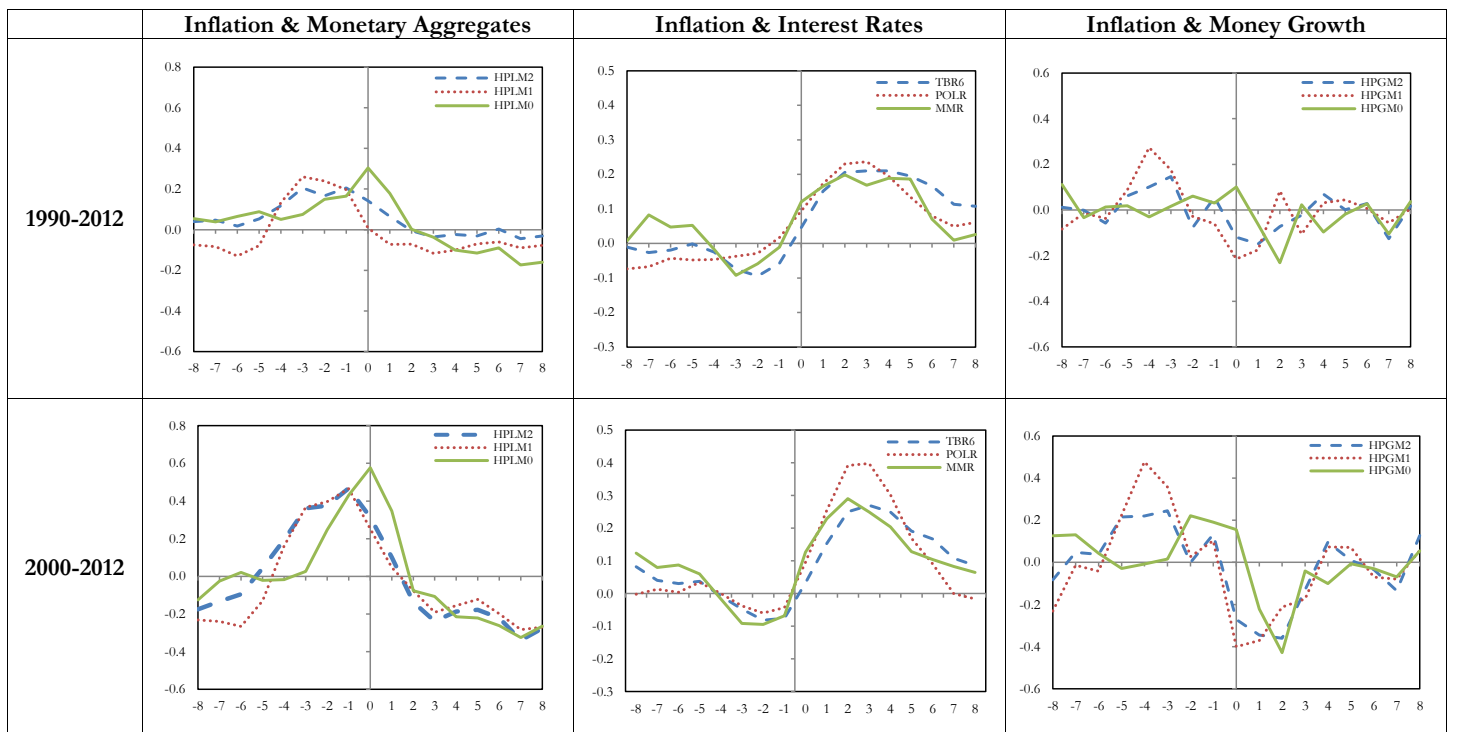 Inflation & Monetary Aggregates
Inflation & Interest Rates
Inflation & Money Growth
1990-2012
HPLM2
HPLM1
HPLM0
0.8
0.6
0.4
0.2
0.0
-0.2
-0.4
-0.6
-8 -7 -6 -5 -4 -3 -2 -1 0 1 2 3 4 5 6 7 8
TBR6
POLR
MMR
0.5
0.4
0.3
0.2
0.1
0.0
-0.1
-0.2
-0.3
-8 -7 -6 -5 -4 -3 -2 -1 0 1 2 3 4 5 6 7 8
HPGM2
HPGM1
HPGM0
0.6
0.4
0.2
0.0
-0.2
-0.4
-0.6
-8 -7 -6 -5 -4 -3 -2 -1 0 1 2 3 4 5 6 7 8
2000-2012
HPLM2
HPLM1
HPLM0
0.8
0.6
0.4
0.2
0.0
-0.2
-0.4
-0.6
-8 -7 -6 -5 -4 -3 -2 -1 0 1 2 3 4 5 6 7 8
TBR6
POLR
MMR
0.5
0.4
0.3
0.2
0.1
0.0
-0.1
-0.2
-0.3
-8 -7 -6 -5 -4 -3 -2 -1 0 1 2 3 4 5 6 7 8
HPGM2
HPGM1
HPGM0
0.6
0.4
0.2
0.0
-0.2
-0.4
-0.6
-8 -7 -6 -5 -4 -3 -2 -1 0 1 2 3 4 5 6 7 8